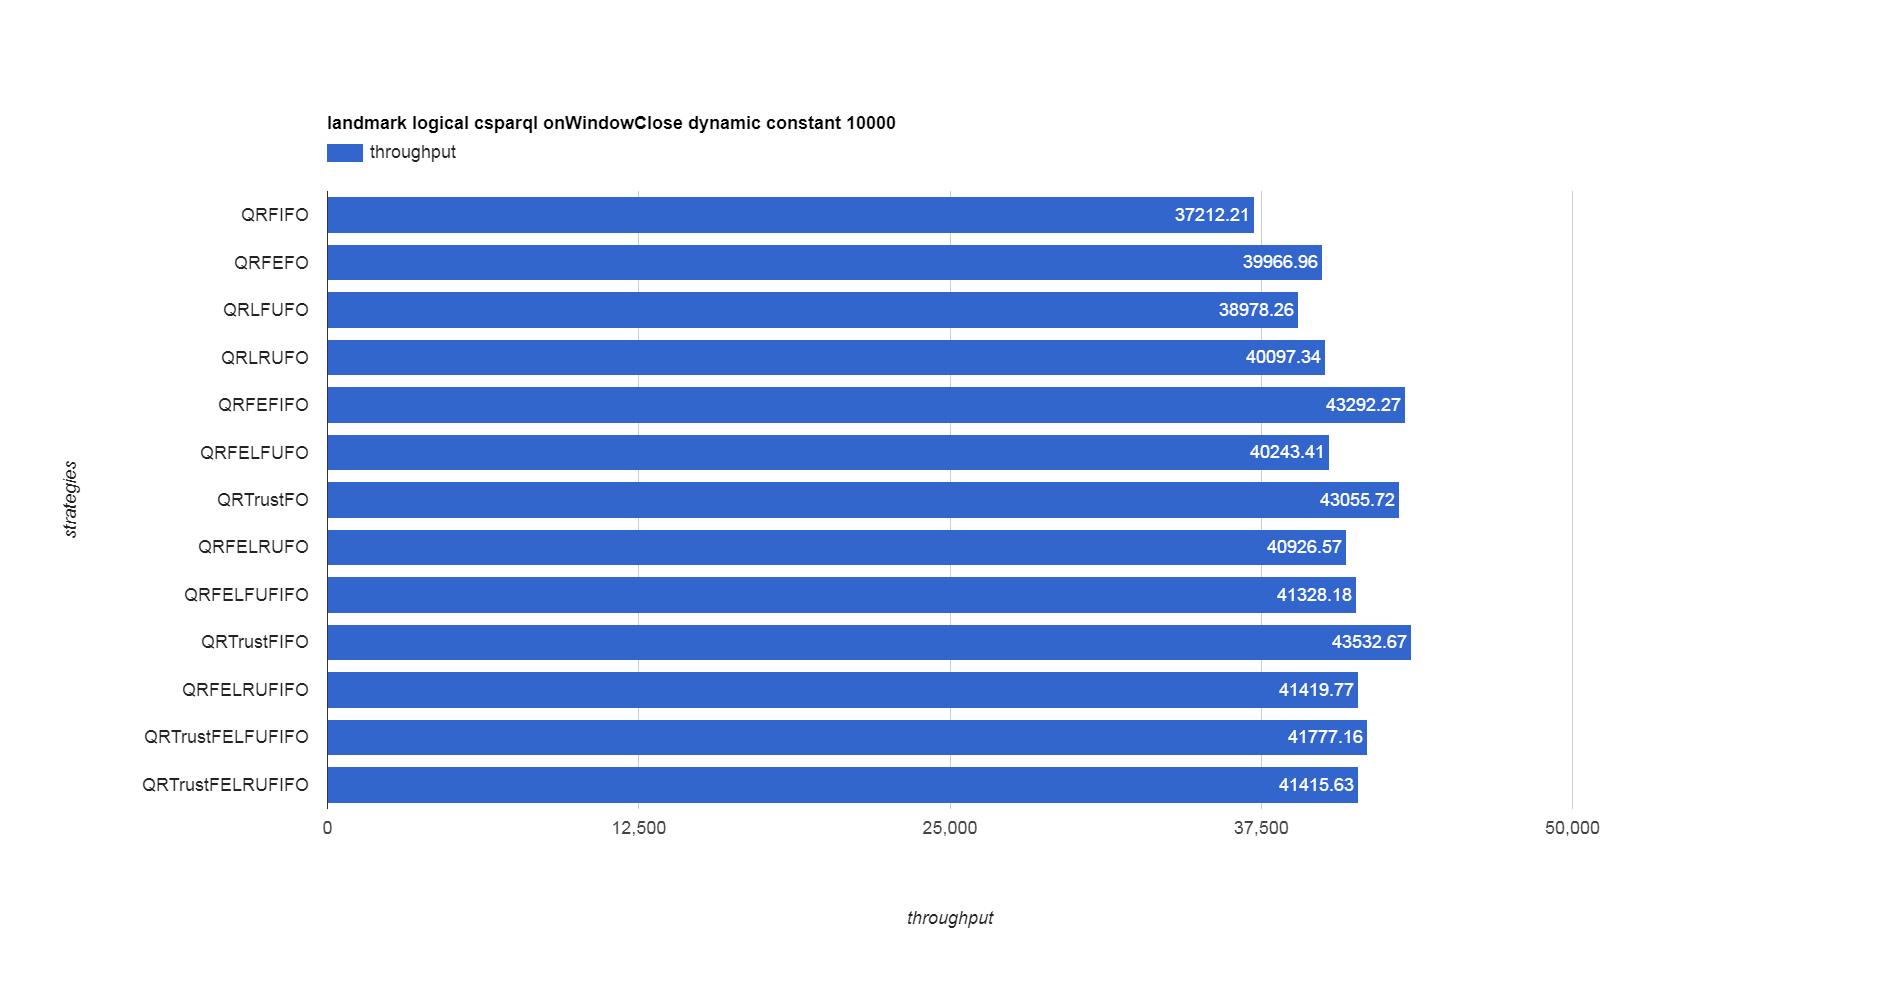 landmark logical csparql onWindowClose dynamic constant 10000
throughput
strategies
QRFIFO 37212.21
QRFEFO 39966.96
QRLFUFO 38978.26
QRLRUFO 40097.34
QRFEFIFO 43292.27
QRFELFUFO 40243.41
QRTrustFO 43055.72
QRFELRUFO 40926.57
QRFELFUFIFO 41328.18
QRTrustFIFO 43532.67
QRFELRUFIFO 41419.77
QRTrustFELFUFIFO 41777.16
QRTrustFELRUFIFO 41415.63
0 12,500 25,000 37,500 50,000
throughput